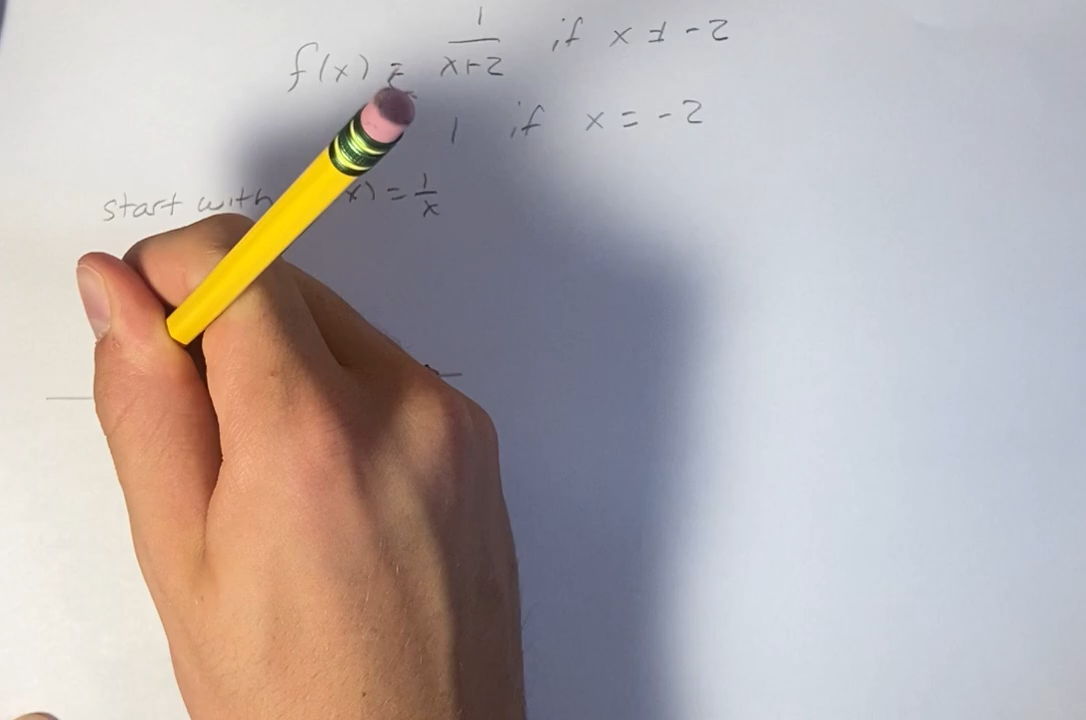 f(x) = 1/(x+2) if x ≠ -2
1 if x = -2
start with (x) = 1/x